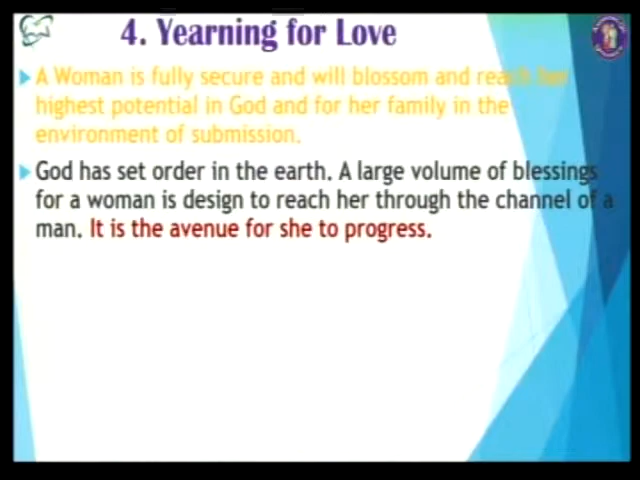 4. Yearning for Love
A Woman is fully secure and will blossom and reach her
highest potential in God and for her family in the
environment of submission.
God has set order in the earth. A large volume of blessings
for a woman is design to reach her through the channel of a
man. It is the avenue for she to progress.